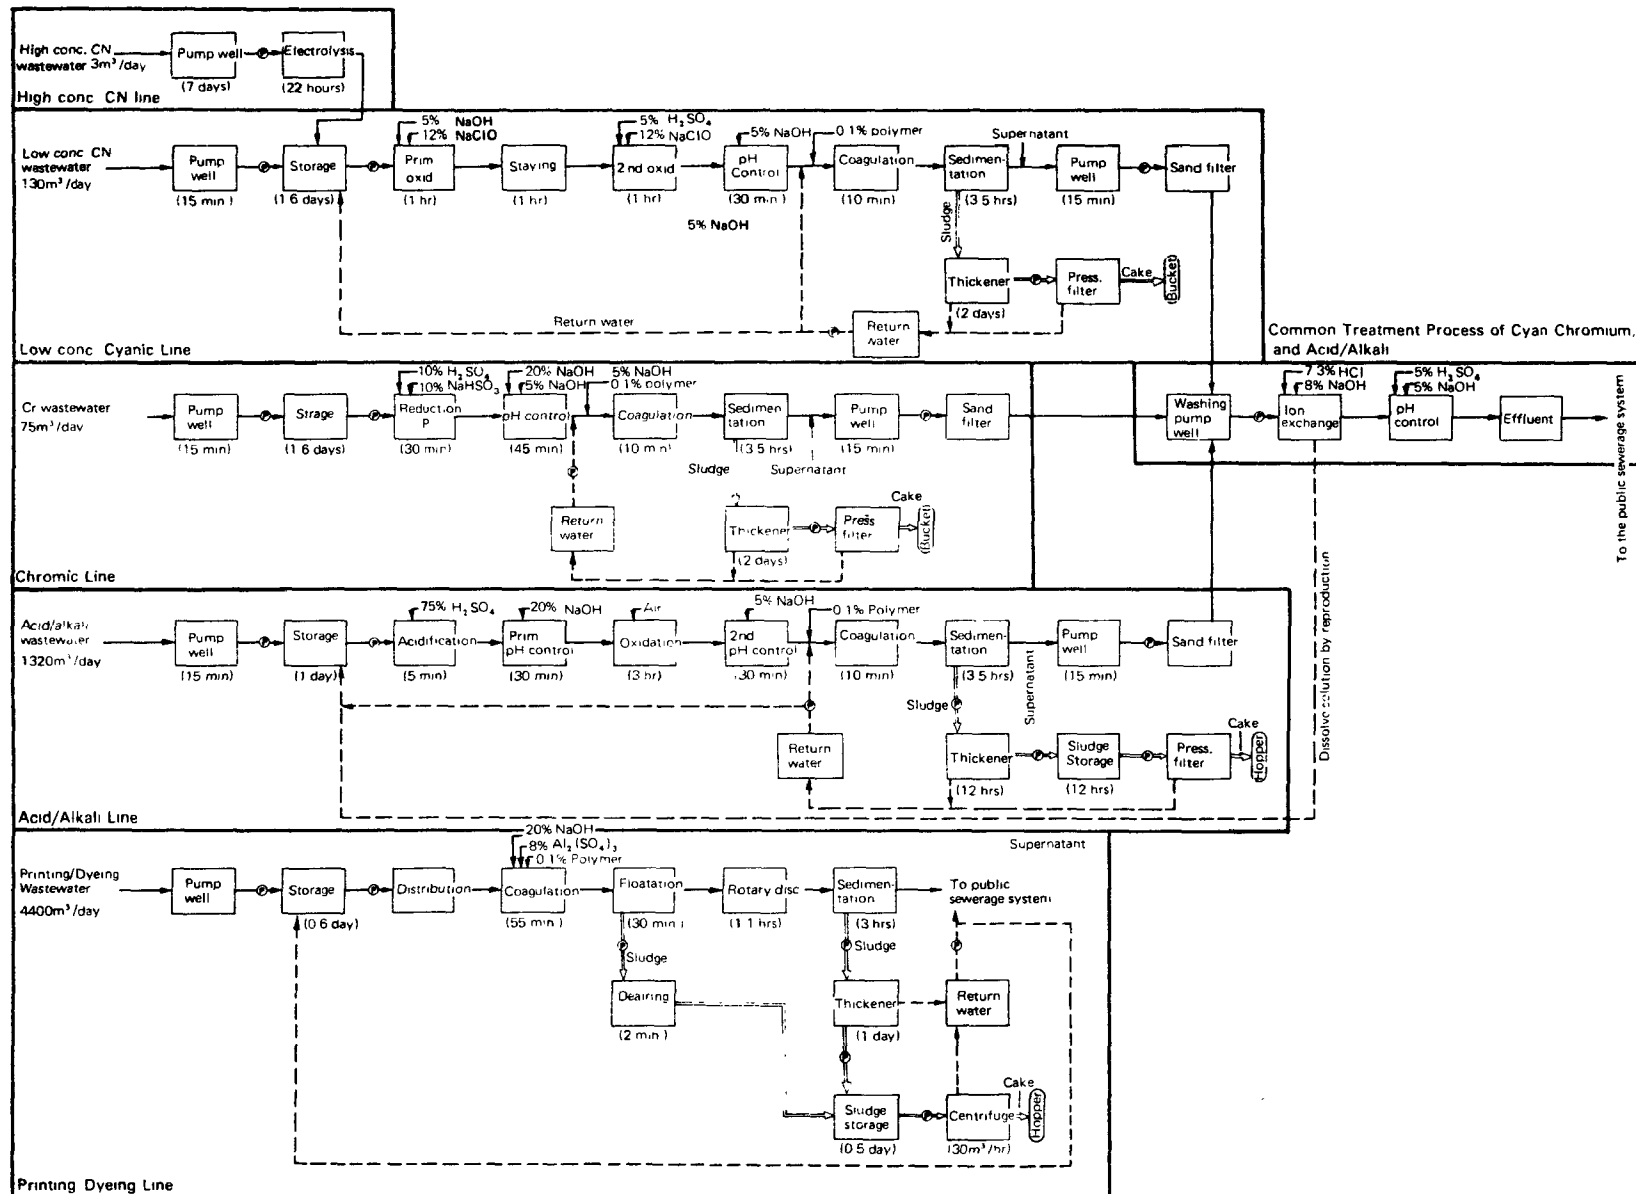 High conc. CN
wastewater 3m³/day
Pump well
(7 days)
Electrolysis
(22 hours)
High conc CN line
Low conc CN
wastewater
130m³/day
Pump
well
(15 min )
Storage
(1 6 days)
5% NaOH
12% NaClO
Prim
oxid
(1 hr)
Staying
(1 hr)
5% H₂SO₄
12% NaClO
2nd oxid
(1 hr)
5% NaOH
pH
Control
(30 min )
0 1% polymer
Coagulation
(10 min)
Sedimen-
tation
(3 5 hrs)
Supernatant
Pump
well
(15 min)
Sand filter
5% NaOH
Sludge
Thickener
(2 days)
Press.
filter
Cake
(Bucket)
Return water
Return
water
Low conc Cyanic Line
Common Treatment Process of Cyan Chromium,
and Acid/Alkali
Cr wastewater
75m³/day
Pump
well
(15 min)
Strage
(1 6 days)
10% H₂SO₄
10% NaHSO₃
Reduction
P
(30 min)
20% NaOH
5% NaOH
pH control
(45 min)
5% NaOH
0 1% polymer
Coagulation
(10 min)
Sedimen
tation
(3 5 hrs)
Sludge
Supernatant
Pump
well
(15 min)
Sand
filter
Washing
pump
well
7 3% HCl
8% NaOH
Ion
exchange
5% H₂SO₄
5% NaOH
pH
control
Effluent
To the public sewerage system
Return
water
Thickener
(2 days)
Press
filter
Cake
(Bucket)
Chromic Line
Acid/alkali
wastewater
1320m³/day
Pump
well
(15 min)
Storage
(1 day)
75% H₂SO₄
Acidification
(5 min)
20% NaOH
Prim
pH control
(30 min)
Air
Oxidation
(3 hr)
5% NaOH
2nd
pH control
(30 min)
0 1% Polymer
Coagulation
(10 min)
Sedimen-
tation
(3 5 hrs)
Supernatant
Pump
well
(15 min)
Sand filter
Sludge
Return
water
Thickener
(12 hrs)
Sludge
Storage
(12 hrs)
Press.
filter
Cake
Hopper
Dissolve solution by reproduction
Acid/Alkali Line
Printing/Dyeing
Wastewater
4400m³/day
Pump
well
Storage
(0 6 day)
Distribution
20% NaOH
8% Al₂(SO₄)₃
0 1% Polymer
Coagulation
(55 min )
Floatation
(30 min )
Rotary disc
(1 1 hrs)
Sedimen-
tation
(3 hrs)
Supernatant
To public
sewerage system
Sludge
Dealring
(2 min )
Sludge
Thickener
(1 day)
Return
water
Sludge
storage
(0 5 day)
Centrifuge
(30m³/hr)
Cake
Hopper
Printing Dyeing Line